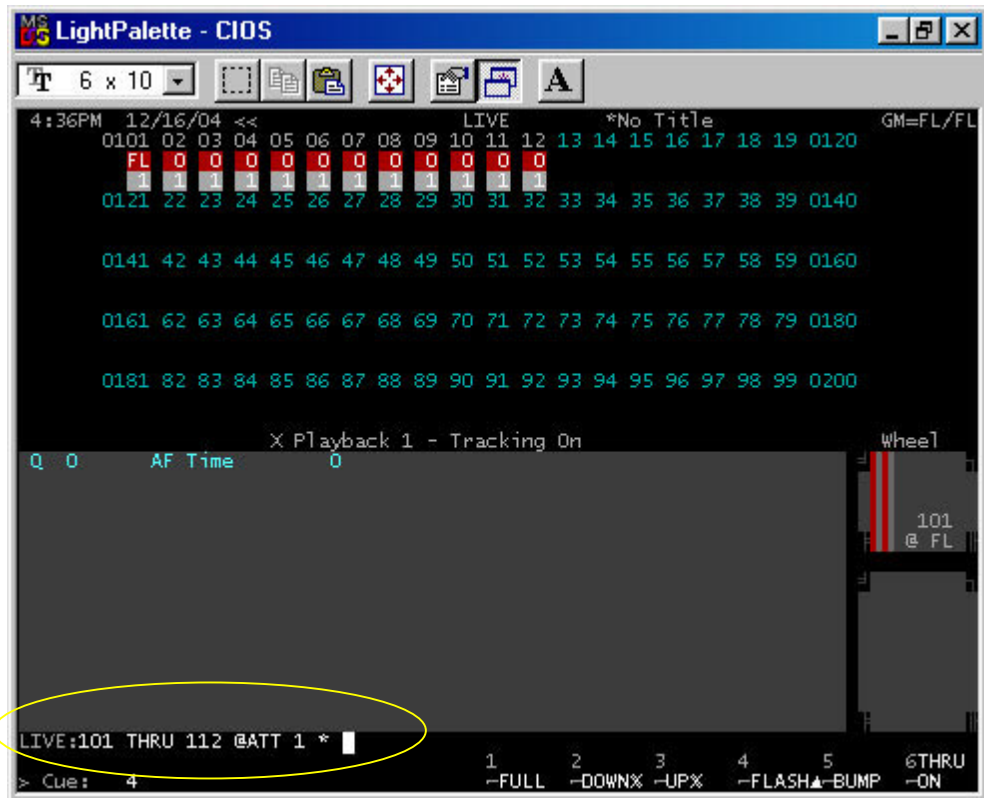 LightPalette - CIOS
6 x 10
A
4:36PM 12/16/04 << LIVE *No Title GM=FL/FL
0101 02 03 04 05 06 07 08 09 10 11 12 13 14 15 16 17 18 19 0120
FL 0 0 0 0 0 0 0 0 0 0 0
1 1 1 1 1 1 1 1 1 1 1 1
0121 22 23 24 25 26 27 28 29 30 31 32 33 34 35 36 37 38 39 0140
0141 42 43 44 45 46 47 48 49 50 51 52 53 54 55 56 57 58 59 0160
0161 62 63 64 65 66 67 68 69 70 71 72 73 74 75 76 77 78 79 0180
0181 82 83 84 85 86 87 88 89 90 91 92 93 94 95 96 97 98 99 0200
X Playback 1 - Tracking On Wheel
Q 0 AF Time 0
101
@ FL
LIVE:101 THRU 112 @ATT 1 *
1 2 3 4 5 6THRU
> Cue: 4 ⌐FULL ⌐DOWN% ⌐UP% ⌐FLASH▲⌐BUMP ⌐ON